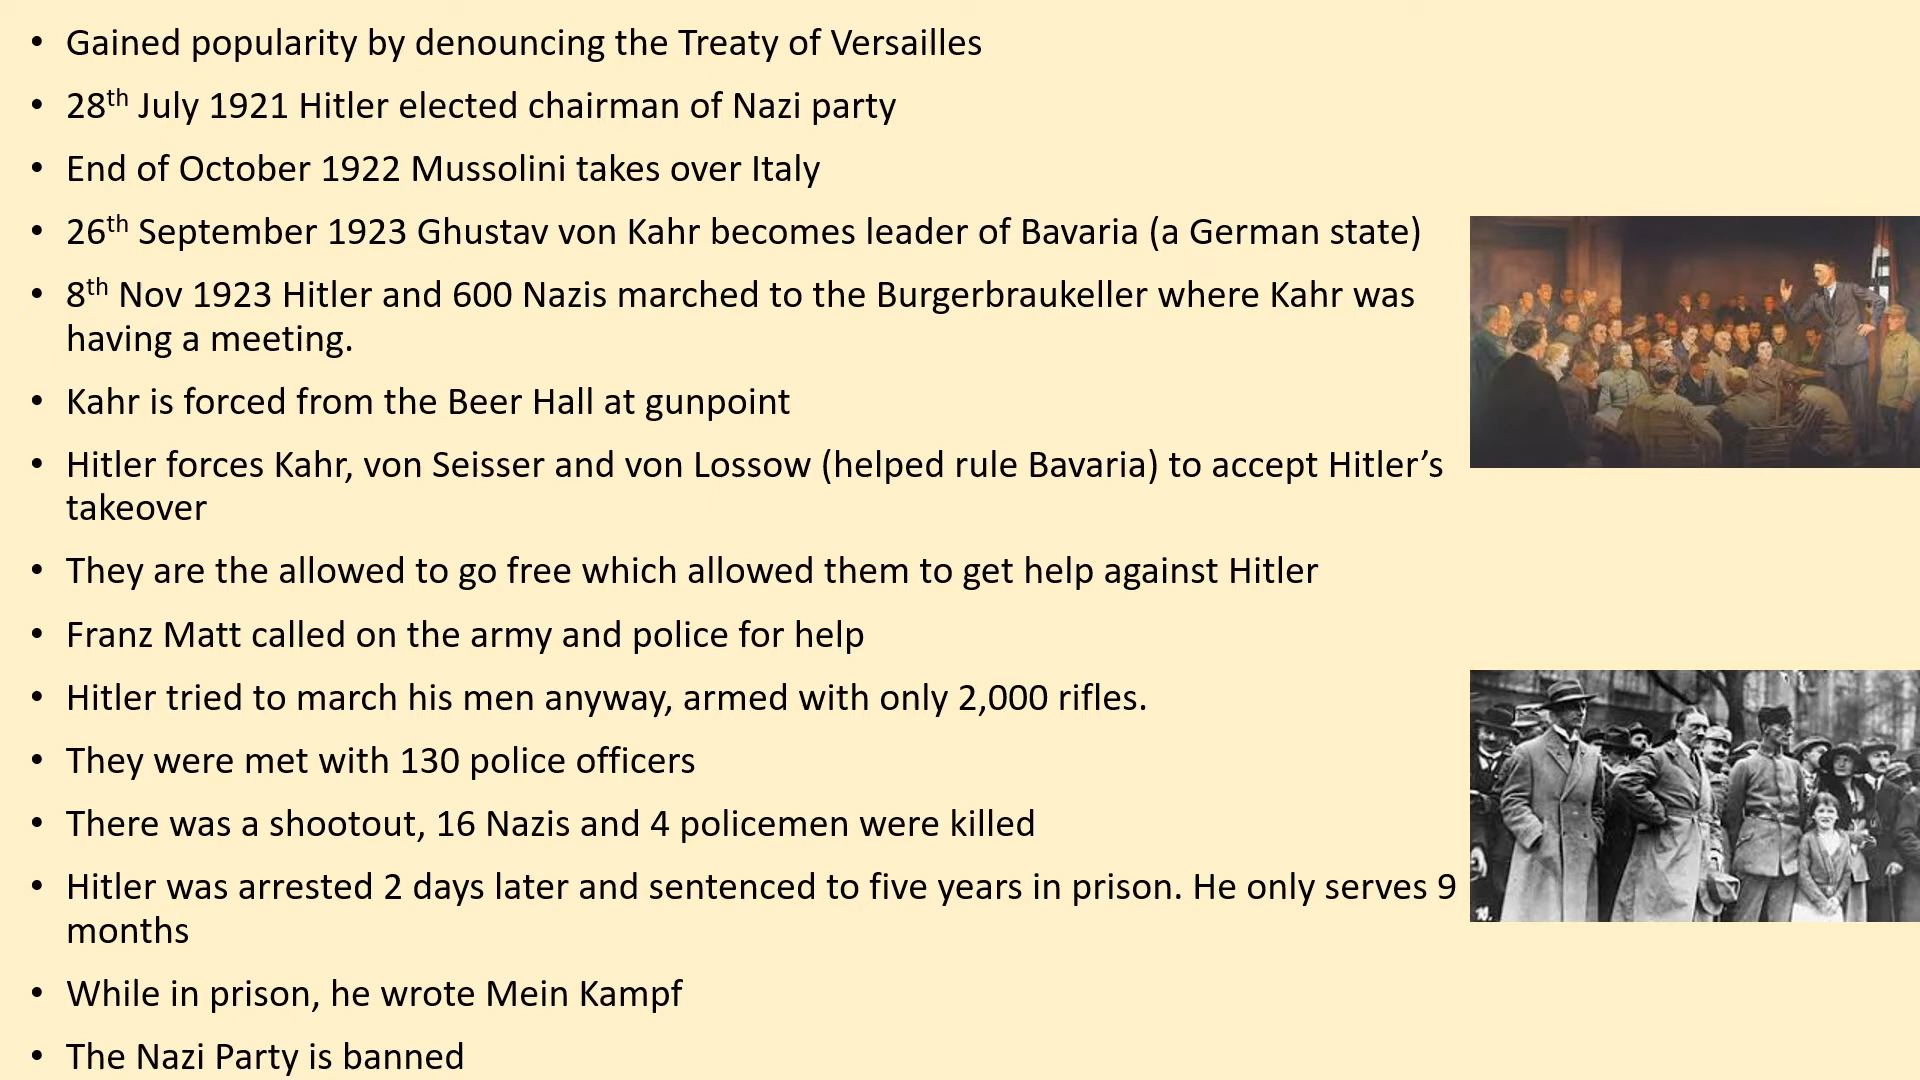 • Gained popularity by denouncing the Treaty of Versailles
• 28th July 1921 Hitler elected chairman of Nazi party
• End of October 1922 Mussolini takes over Italy
• 26th September 1923 Ghustav von Kahr becomes leader of Bavaria (a German state)
• 8th Nov 1923 Hitler and 600 Nazis marched to the Burgerbraukeller where Kahr was
having a meeting.
• Kahr is forced from the Beer Hall at gunpoint
• Hitler forces Kahr, von Seisser and von Lossow (helped rule Bavaria) to accept Hitler’s
takeover
• They are the allowed to go free which allowed them to get help against Hitler
• Franz Matt called on the army and police for help
• Hitler tried to march his men anyway, armed with only 2,000 rifles.
• They were met with 130 police officers
• There was a shootout, 16 Nazis and 4 policemen were killed
• Hitler was arrested 2 days later and sentenced to five years in prison. He only serves 9
months
• While in prison, he wrote Mein Kampf
• The Nazi Party is banned